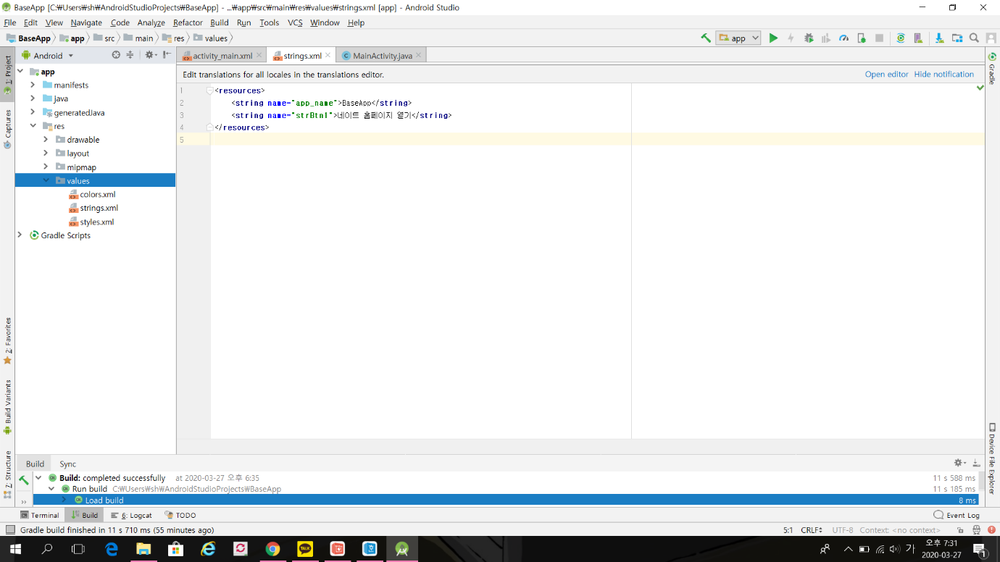 BaseApp [C:₩Users₩sh₩AndroidStudioProjects₩BaseApp] - ...₩app₩src₩main₩res₩values₩strings.xml [app] - Android Studio
File Edit View Navigate Code Analyze Refactor Build Run Tools VCS Window Help
BaseApp app src main res values
app
Android
activity_main.xml strings.xml MainActivity.java
1: Project
Captures
2: Favorites
Build Variants
7: Structure
app
manifests
java
generatedJava
res
drawable
layout
mipmap
values
colors.xml
strings.xml
styles.xml
Gradle Scripts
Edit translations for all locales in the translations editor. Open editor Hide notification
1 <resources>
2 <string name="app_name">BaseApp</string>
3 <string name="strBtn1">네이트 홈페이지 열기</string>
4 </resources>
5
Gradle
Device File Explorer
Build Sync
Build: completed successfully at 2020-03-27 오후 6:35 11 s 588 ms
Run build C:₩Users₩sh₩AndroidStudioProjects₩BaseApp 11 s 185 ms
Load build 8 ms
Terminal Build 6: Logcat TODO Event Log
Gradle build finished in 11 s 710 ms (55 minutes ago) 5:1 CRLF UTF-8 Context: <no context>
TALK
가 오후 7:31
2020-03-27
1